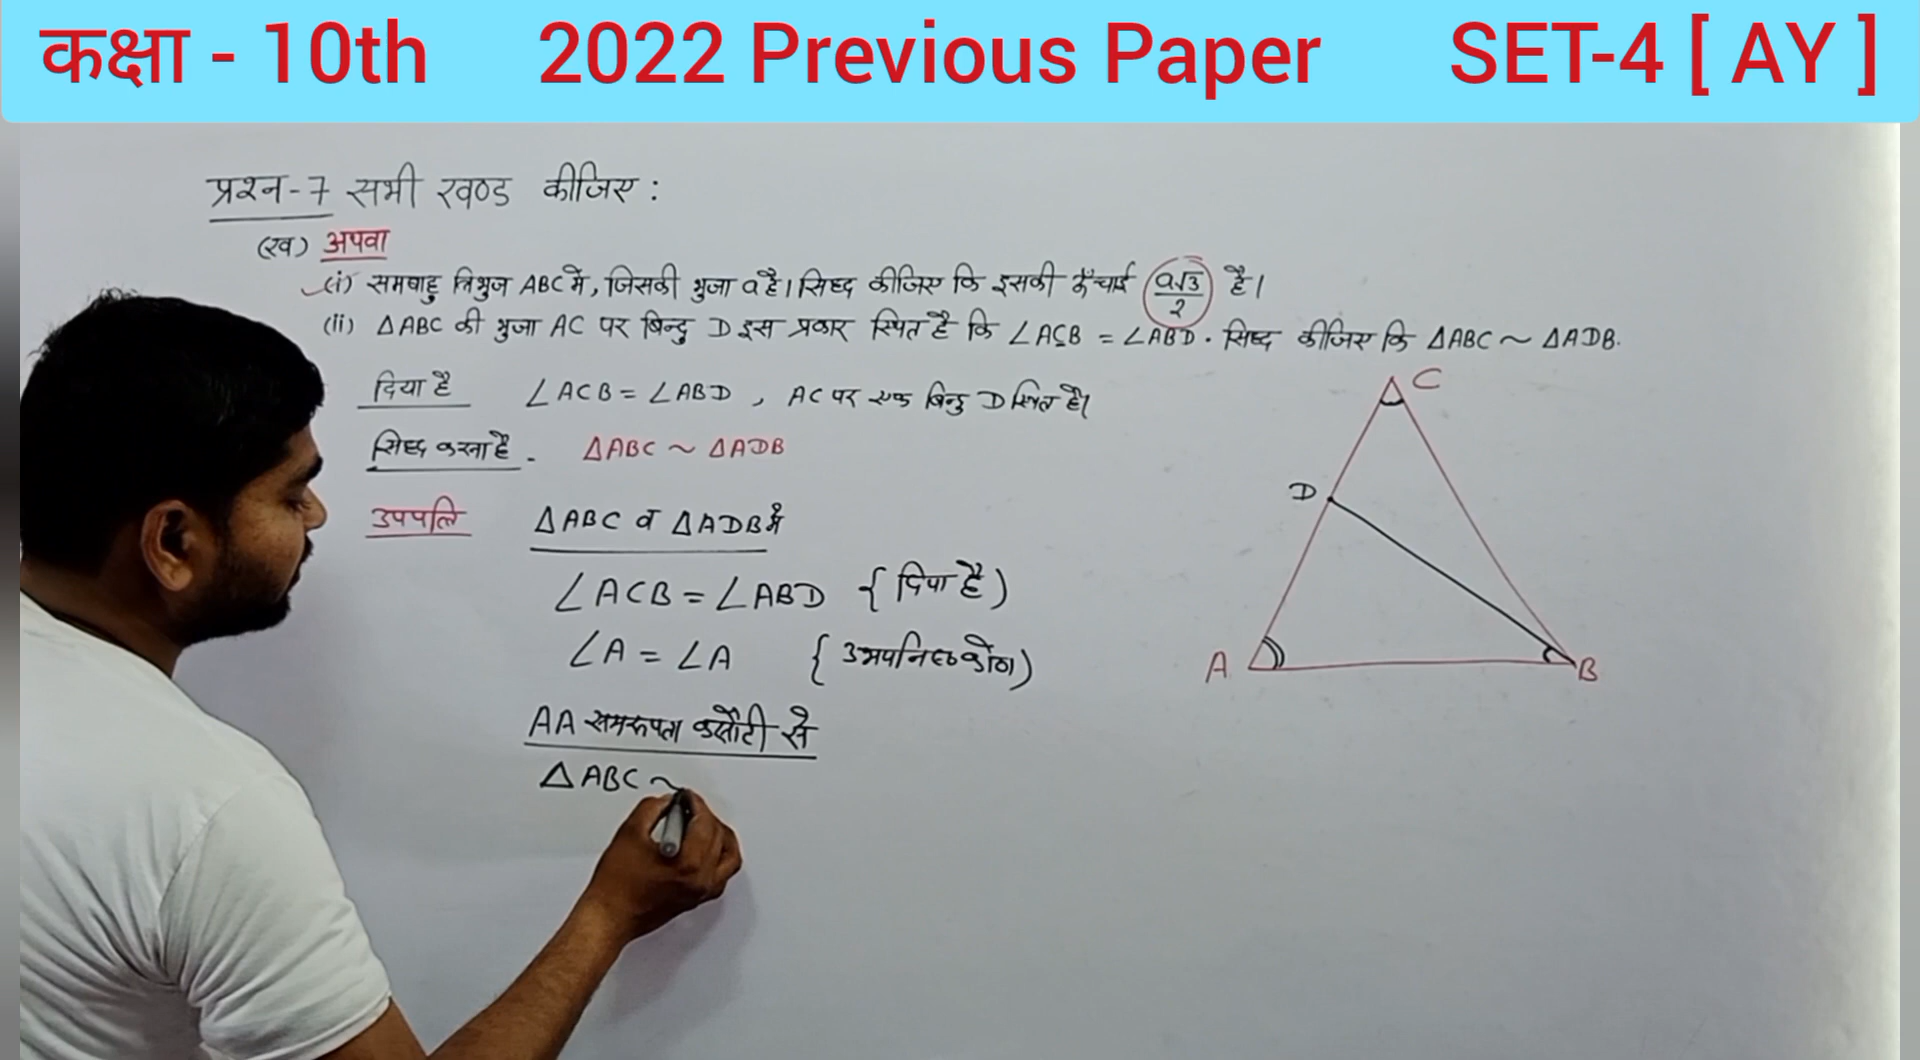 कक्षा - 10th 2022 Previous Paper SET-4 [ AY ]
प्रश्न-7 सभी खण्ड कीजिए :
(ख) अथवा
(i) समबाहु त्रिभुज ABC में, जिसकी भुजा a है। सिध्द कीजिए कि इसकी ऊँचाई a√3/2 है।
(ii) ΔABC की भुजा AC पर बिन्दु D इस प्रकार स्थित है कि ∠ACB = ∠ABD . सिध्द कीजिए कि ΔABC ~ ΔADB.
दिया है ∠ACB = ∠ABD , AC पर एक बिन्दु D स्थित है।
सिध्द करना है - ΔABC ~ ΔADB
उपपत्ति ΔABC व ΔADB में
∠ACB = ∠ABD { दिया है )
∠A = ∠A { उभयनिष्ठ कोण )
AA समरूपता कसौटी से
ΔABC ~
C
D
A
B